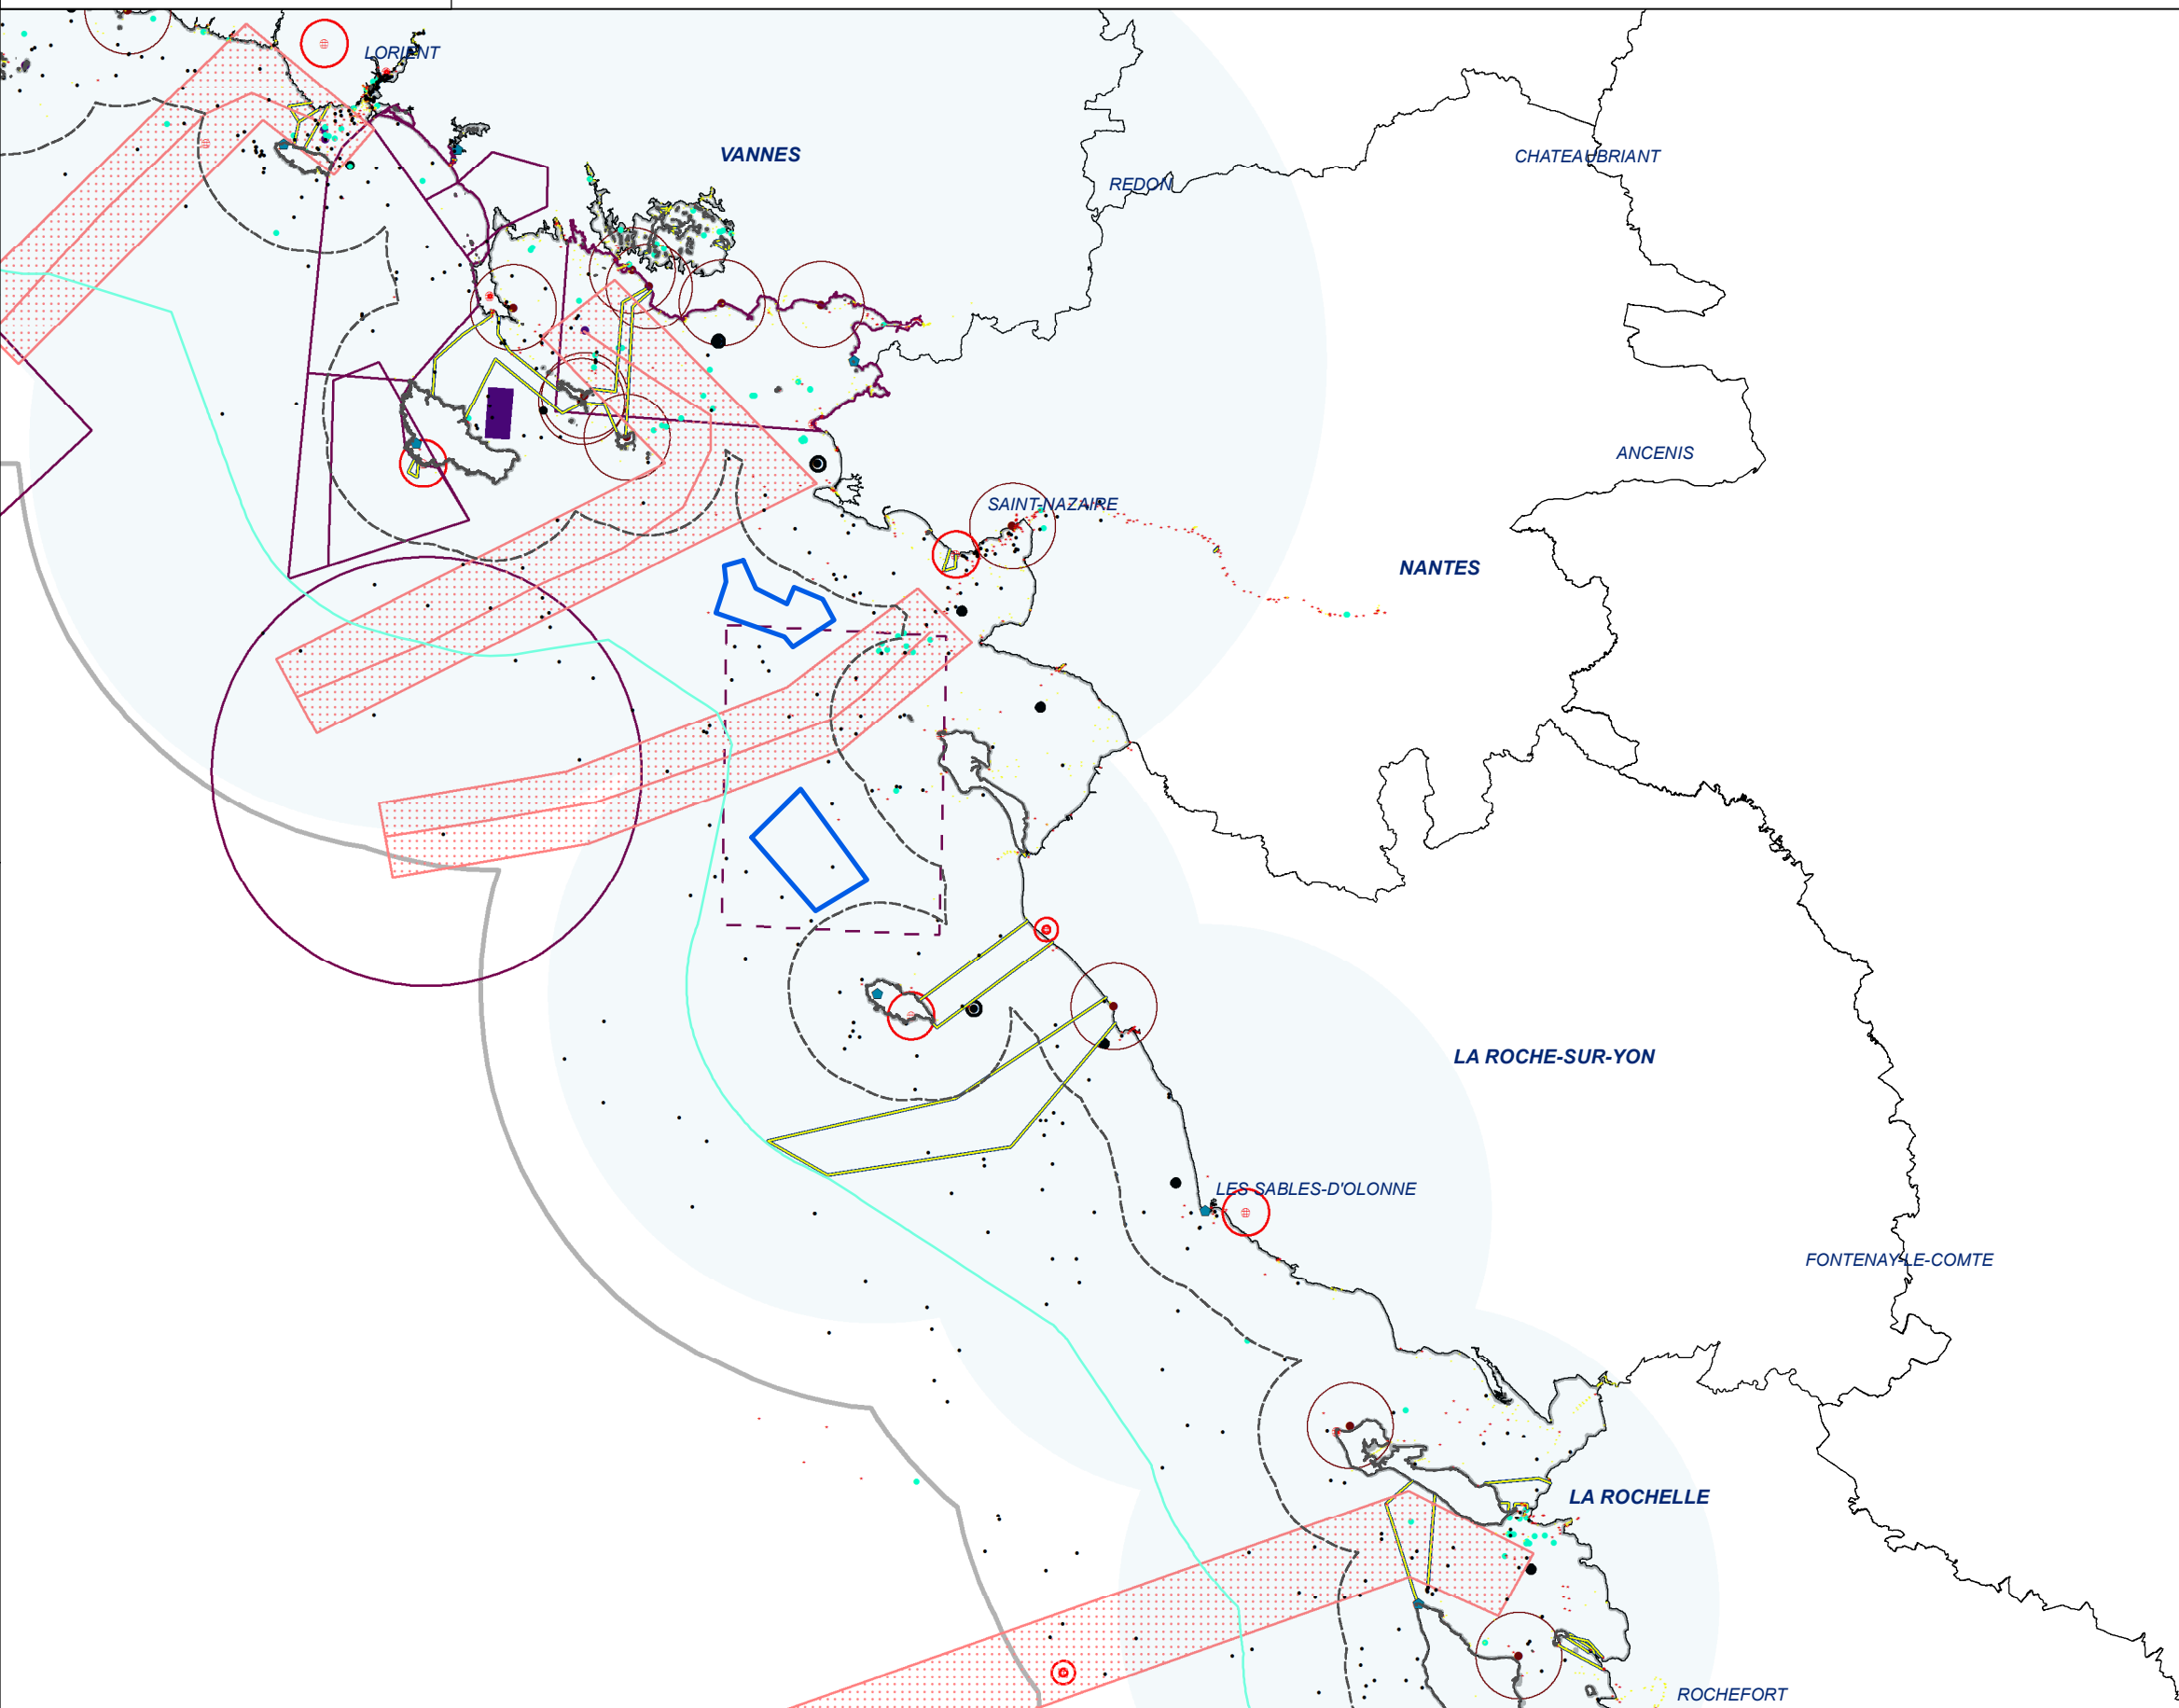 LORIENT
VANNES
CHATEAUBRIANT
REDON
ANCENIS
SAINT-NAZAIRE
NANTES
LA ROCHE-SUR-YON
LES SABLES-D'OLONNE
FONTENAY-LE-COMTE
LA ROCHELLE
ROCHEFORT